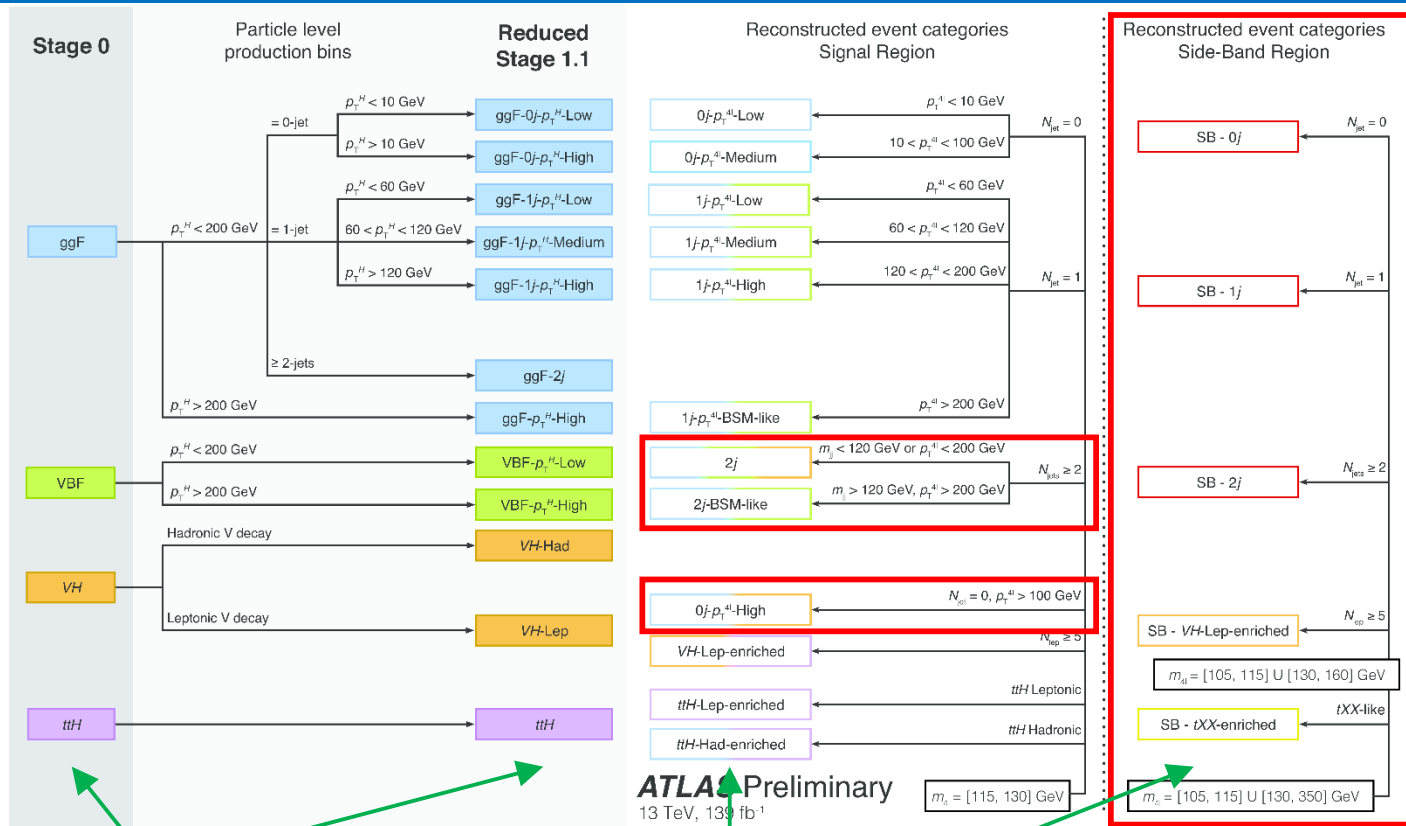 Stage 0
Particle level
production bins
Reduced
Stage 1.1
Reconstructed event categories
Signal Region
Reconstructed event categories
Side-Band Region
ggF
VBF
VH
ttH
= 0-jet
p_T^H < 10 GeV
p_T^H > 10 GeV
p_T^H < 200 GeV
= 1-jet
p_T^H < 60 GeV
60 < p_T^H < 120 GeV
p_T^H > 120 GeV
≥ 2-jets
p_T^H > 200 GeV
p_T^H < 200 GeV
p_T^H > 200 GeV
Hadronic V decay
Leptonic V decay
ggF-0j-p_T^H-Low
ggF-0j-p_T^H-High
ggF-1j-p_T^H-Low
ggF-1j-p_T^H-Medium
ggF-1j-p_T^H-High
ggF-2j
ggF-p_T^H-High
VBF-p_T^H-Low
VBF-p_T^H-High
VH-Had
VH-Lep
ttH
0j-p_T^4l-Low
0j-p_T^4l-Medium
1j-p_T^4l-Low
1j-p_T^4l-Medium
1j-p_T^4l-High
1j-p_T^4l-BSM-like
2j
2j-BSM-like
0j-p_T^4l-High
VH-Lep-enriched
ttH-Lep-enriched
ttH-Had-enriched
p_T^4l < 10 GeV
10 < p_T^4l < 100 GeV
N_jet = 0
p_T^4l < 60 GeV
60 < p_T^4l < 120 GeV
120 < p_T^4l < 200 GeV
N_jet = 1
p_T^4l > 200 GeV
m_jj < 120 GeV or p_T^4l < 200 GeV
N_jets ≥ 2
m_jj > 120 GeV, p_T^4l > 200 GeV
N_jet = 0, p_T^4l > 100 GeV
N_lep ≥ 5
ttH Leptonic
ttH Hadronic
ATLAS Preliminary
13 TeV, 139 fb^-1
m_4l = [115, 130] GeV
N_jet = 0
SB - 0j
N_jet = 1
SB - 1j
N_jets ≥ 2
SB - 2j
N_lep ≥ 5
SB - VH-Lep-enriched
m_4l = [105, 115] U [130, 160] GeV
tXX-like
SB - tXX-enriched
m_4l = [105, 115] U [130, 350] GeV